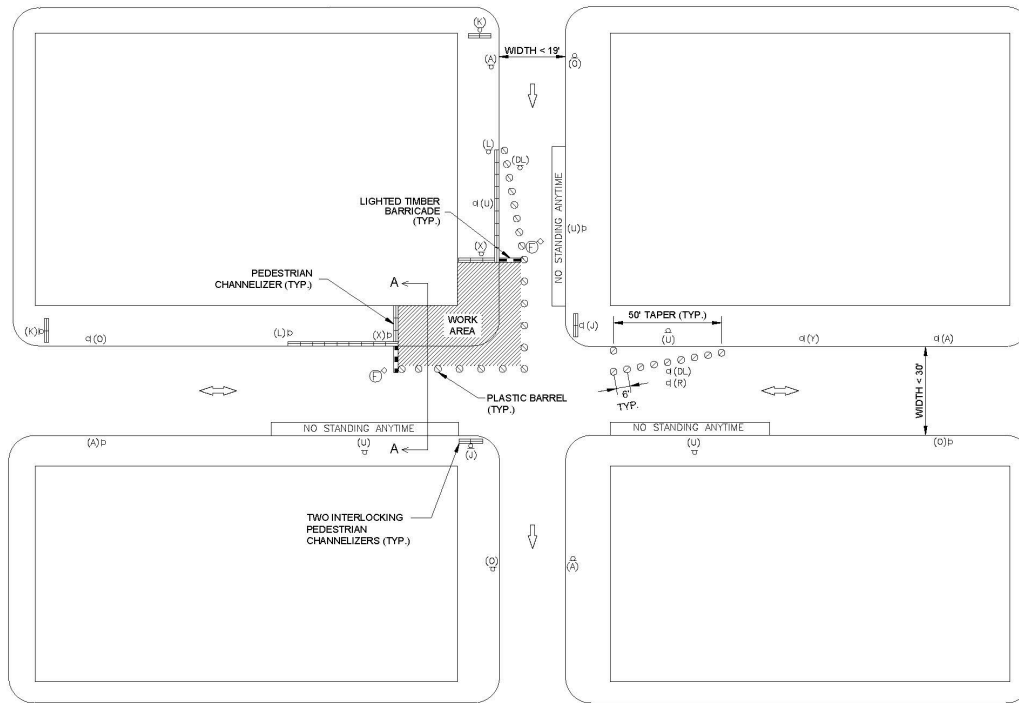 (K)
(A)
WIDTH < 19'
(O)
(L)
(DL)
LIGHTED TIMBER
BARRICADE
(TYP.)
(U)
NO STANDING ANYTIME
(U)
(X)
F
PEDESTRIAN
CHANNELIZER (TYP.)
A
WORK
AREA
50' TAPER (TYP.)
(K)
(O)
(L)
(X)
(J)
(U)
(Y)
(A)
F
PLASTIC BARREL
(TYP.)
(DL)
(R)
6'
TYP.
WIDTH < 30'
NO STANDING ANYTIME
NO STANDING ANYTIME
(A)
(U)
A
(J)
(U)
(O)
TWO INTERLOCKING
PEDESTRIAN
CHANNELIZERS (TYP.)
(O)
(A)